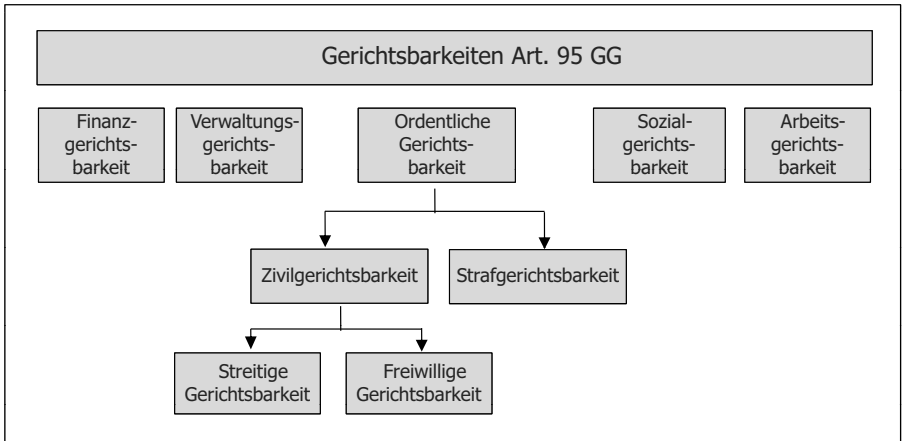 Gerichtsbarkeiten Art. 95 GG
Finanz-
gerichts-
barkeit
Verwaltungs-
gerichts-
barkeit
Ordentliche
Gerichts-
barkeit
Sozial-
gerichts-
barkeit
Arbeits-
gerichts-
barkeit
Zivilgerichtsbarkeit
Strafgerichtsbarkeit
Streitige
Gerichtsbarkeit
Freiwillige
Gerichtsbarkeit